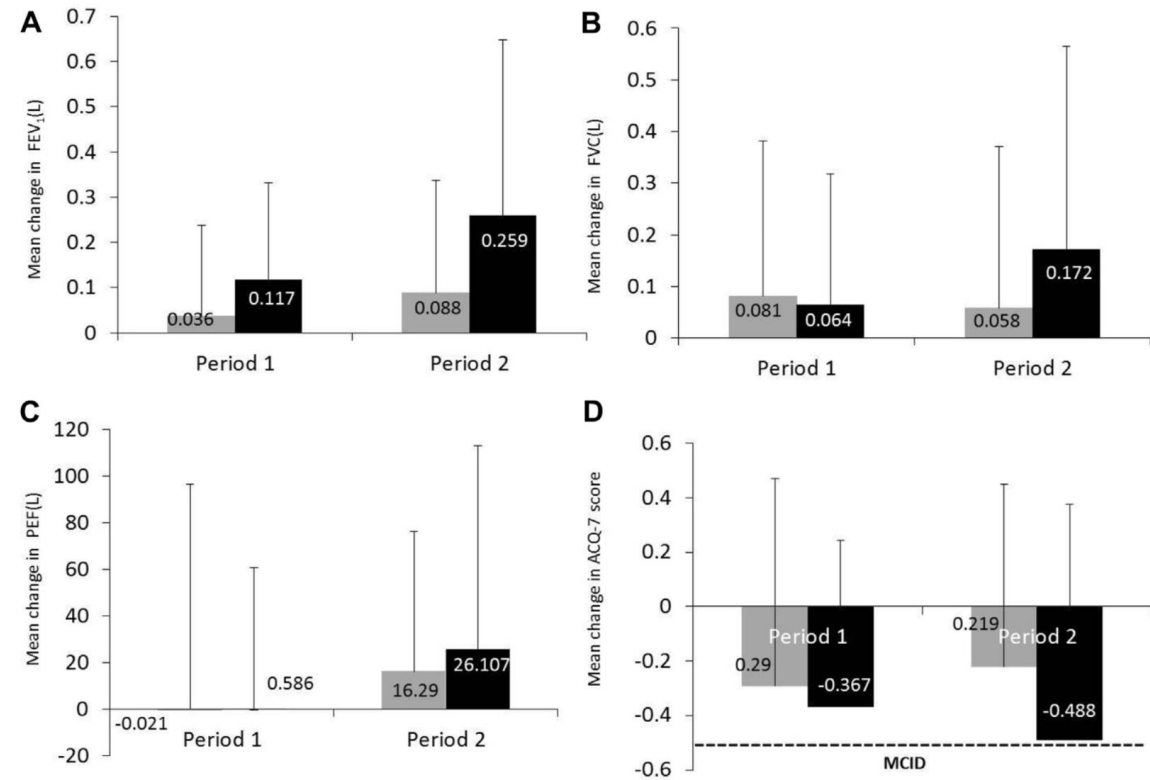 A
Mean change in FEV1(L)
0.7
0.6
0.5
0.4
0.3
0.2
0.1
0
0.036
0.117
0.088
0.259
Period 1
Period 2
B
Mean change in FVC(L)
0.6
0.5
0.4
0.3
0.2
0.1
0
0.081
0.064
0.058
0.172
Period 1
Period 2
C
Mean change in PEF(L)
120
100
80
60
40
20
0
-20
-0.021
0.586
16.29
26.107
Period 1
Period 2
D
Mean change in ACQ-7 score
0.6
0.4
0.2
0
-0.2
-0.4
-0.6
Period 1
Period 2
0.29
-0.367
0.219
-0.488
MCID